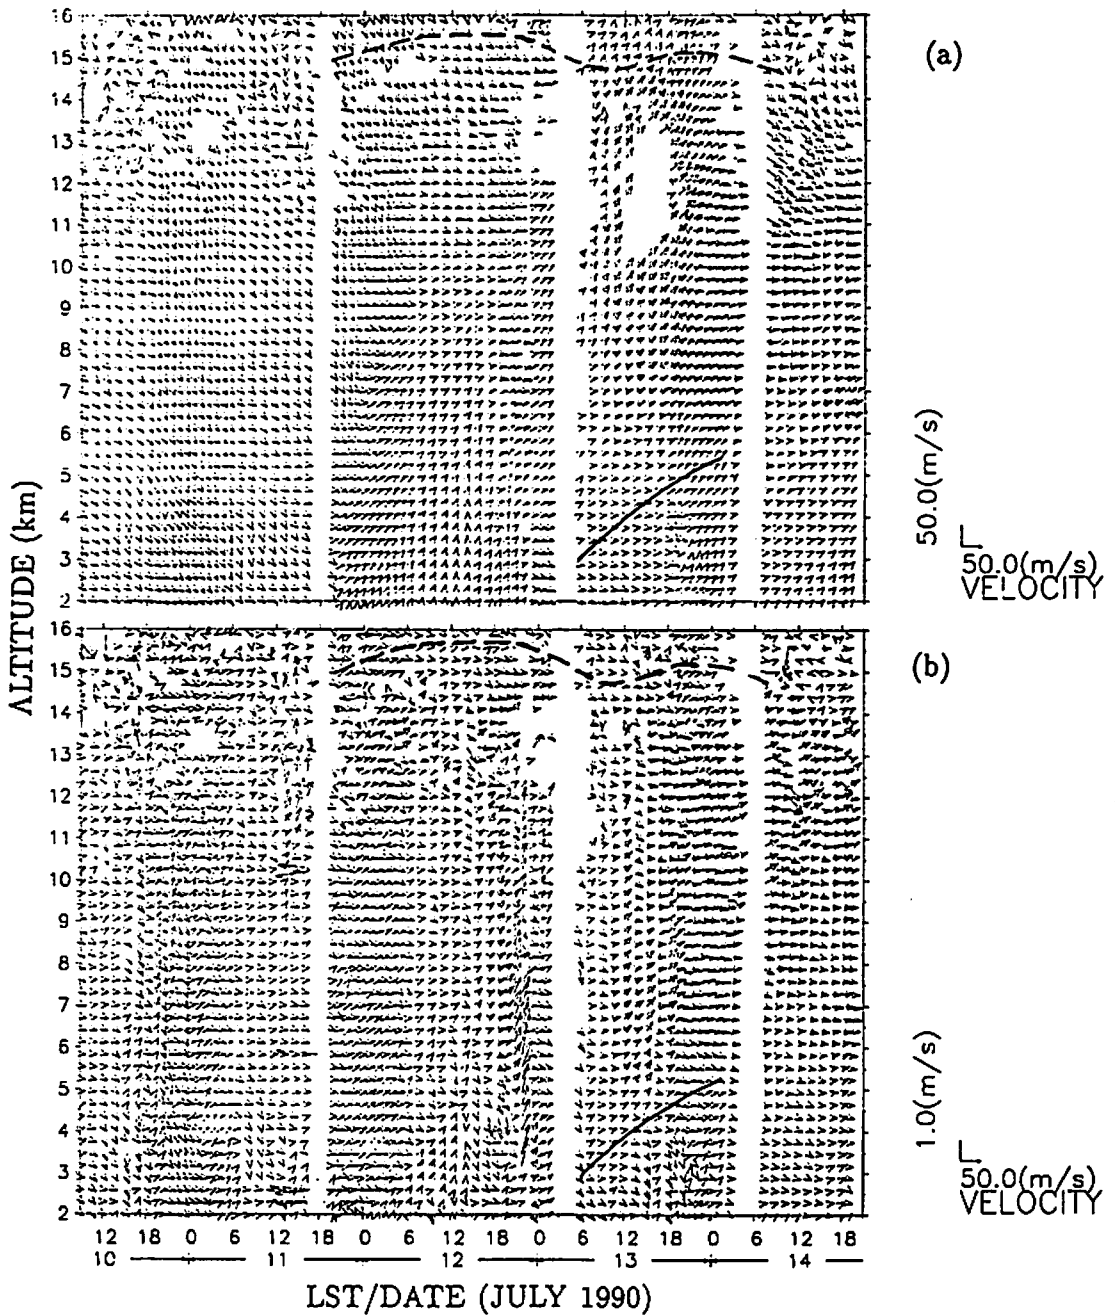 (a)
16
15
14
13
12
11
10
9
8
7
6
5
4
3
2
50.0(m/s)
50.0(m/s)
VELOCITY
ALTITUDE (km)
(b)
16
15
14
13
12
11
10
9
8
7
6
5
4
3
2
1.0(m/s)
50.0(m/s)
VELOCITY
12 18 0 6 12 18 0 6 12 18 0 6 12 18 0 6 12 18
10 11 12 13 14
LST/DATE (JULY 1990)